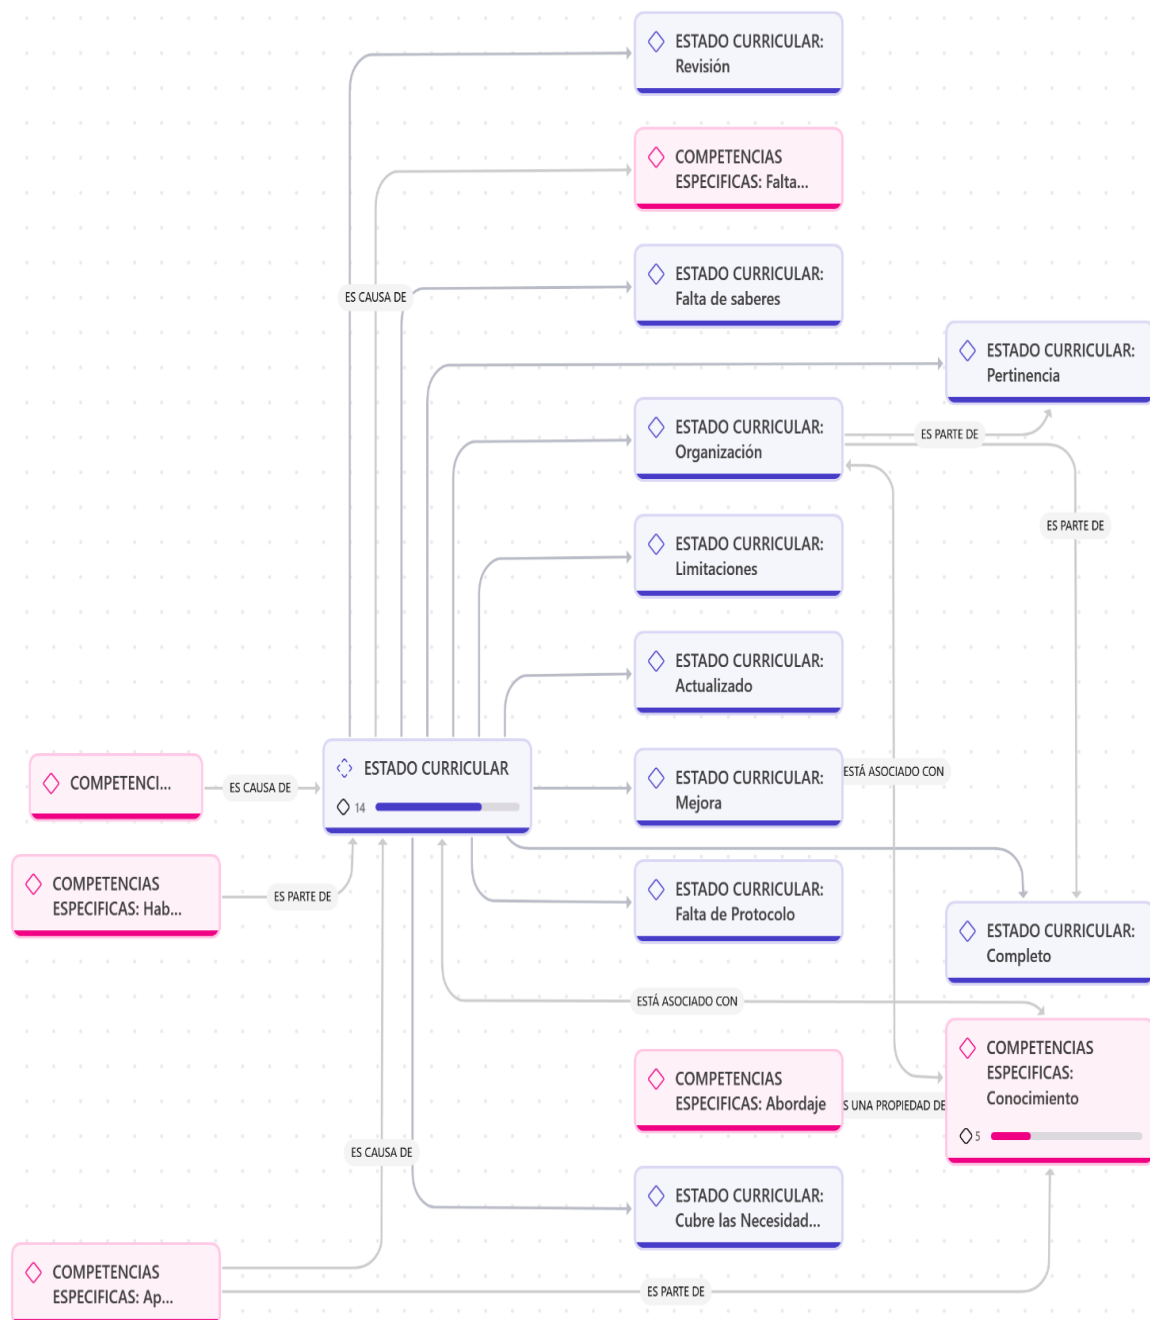 ESTADO CURRICULAR:
Revisión
COMPETENCIAS
ESPECIFICAS: Falta...
ES CAUSA DE
ESTADO CURRICULAR:
Falta de saberes
ESTADO CURRICULAR:
Pertinencia
ESTADO CURRICULAR:
Organización
ES PARTE DE
ES PARTE DE
ESTADO CURRICULAR:
Limitaciones
ESTADO CURRICULAR:
Actualizado
COMPETENCI...
ES CAUSA DE
ESTADO CURRICULAR
14
ESTADO CURRICULAR:
Mejora
ESTÁ ASOCIADO CON
COMPETENCIAS
ESPECIFICAS: Hab...
ES PARTE DE
ESTADO CURRICULAR:
Falta de Protocolo
ESTADO CURRICULAR:
Completo
ESTÁ ASOCIADO CON
COMPETENCIAS
ESPECIFICAS: Abordaje
S UNA PROPIEDAD DE
COMPETENCIAS
ESPECIFICAS:
Conocimiento
5
ES CAUSA DE
ESTADO CURRICULAR:
Cubre las Necesidad...
COMPETENCIAS
ESPECIFICAS: Ap...
ES PARTE DE